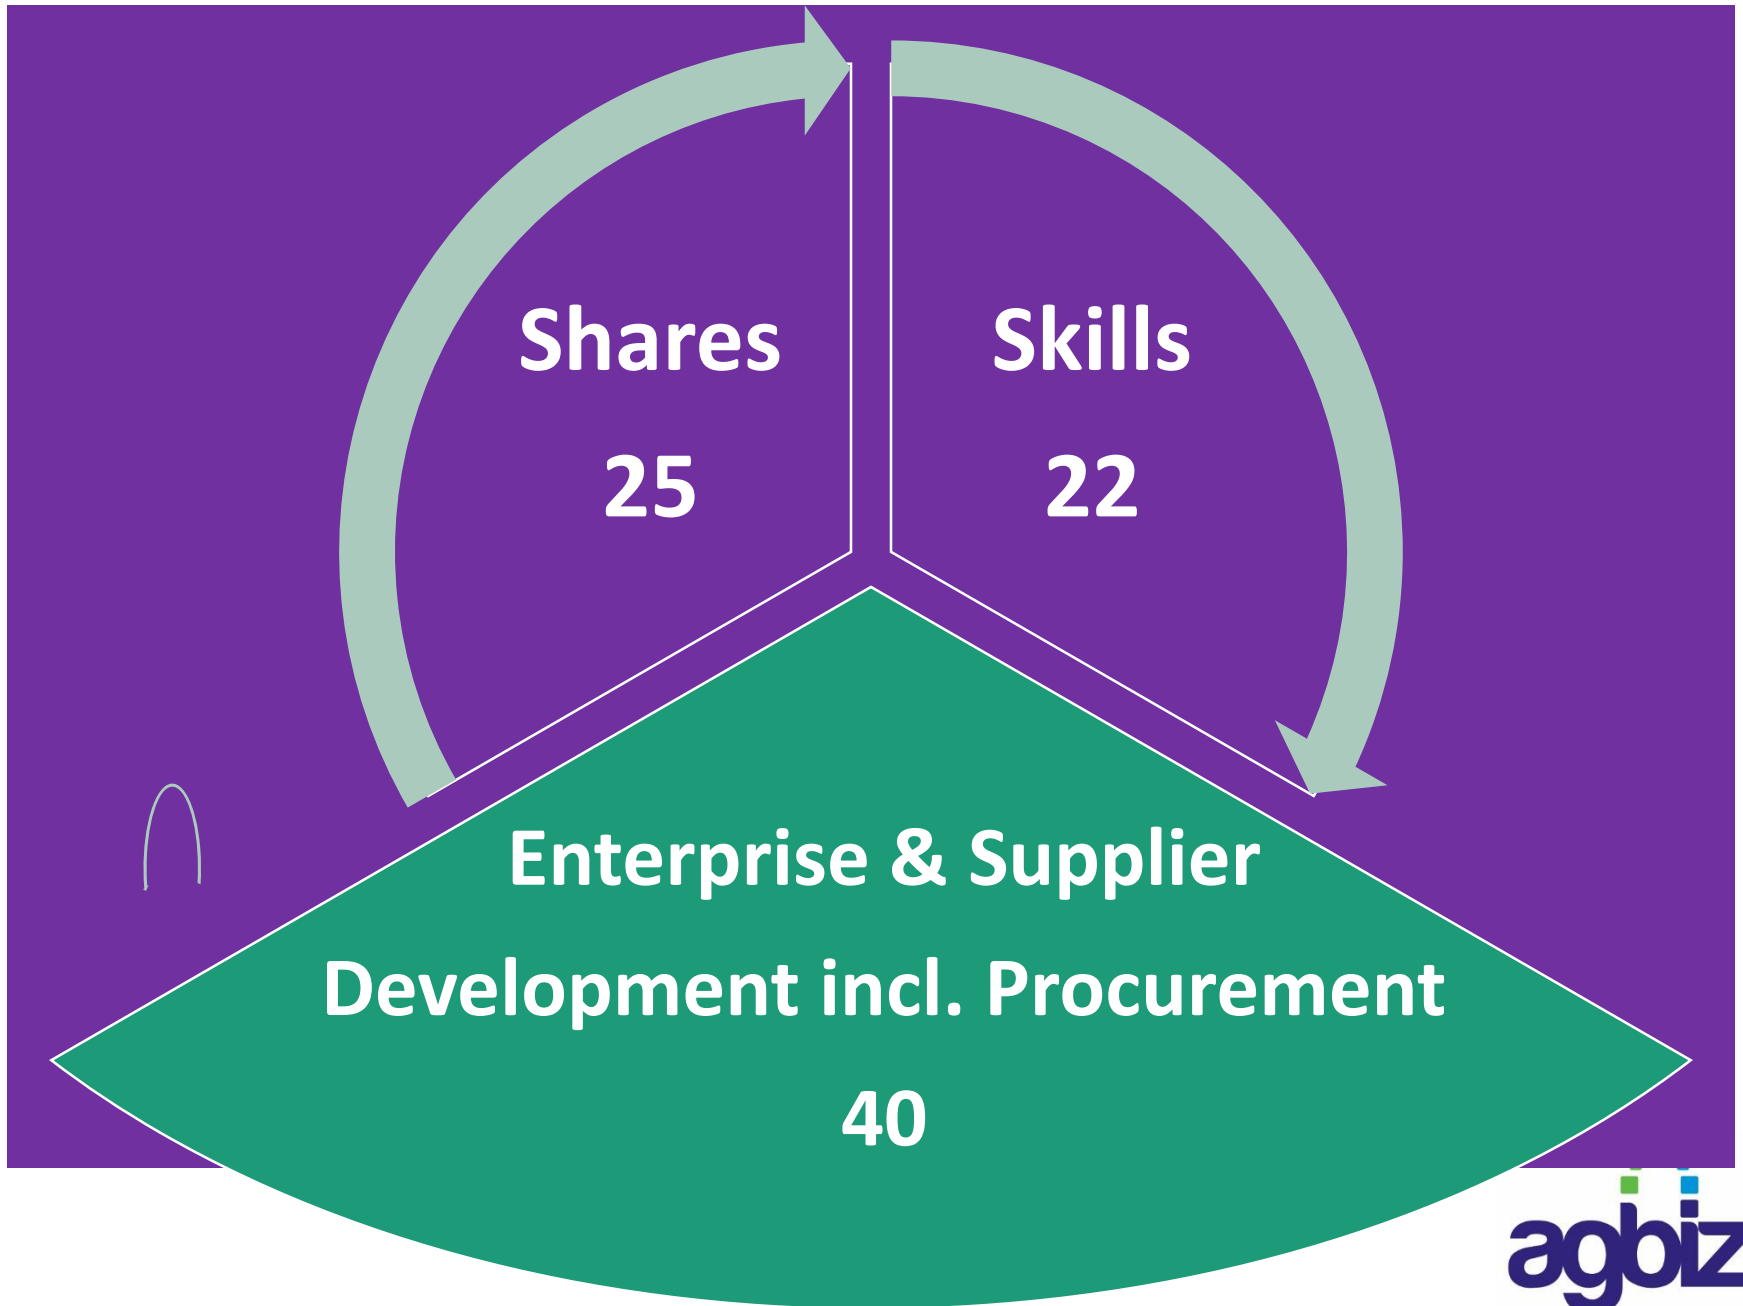 Shares
25
Skills
22
Enterprise & Supplier
Development incl. Procurement
40
agbiz